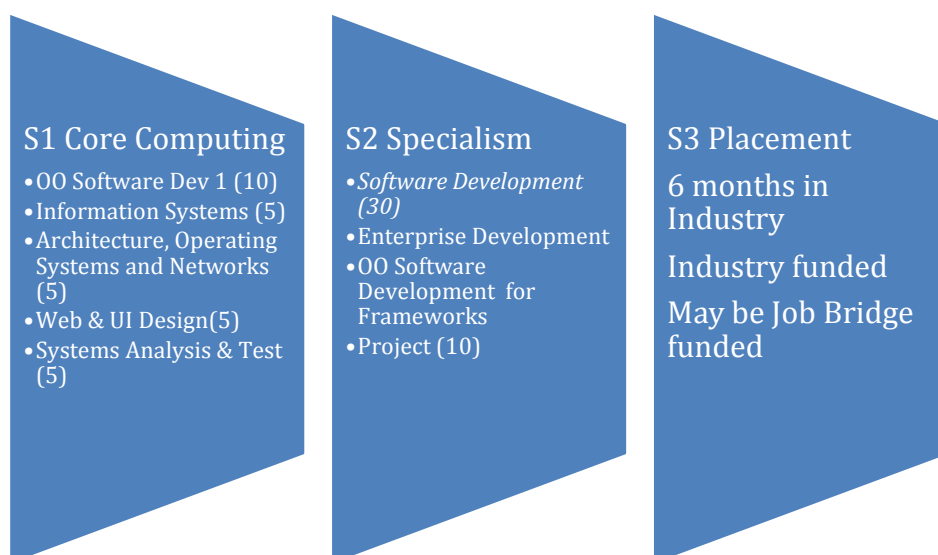 S1 Core Computing
•OO Software Dev 1 (10)
•Information Systems (5)
•Architecture, Operating
Systems and Networks
(5)
•Web & UI Design(5)
•Systems Analysis & Test
(5)
S2 Specialism
•Software Development
(30)
•Enterprise Development
•OO Software
Development for
Frameworks
•Project (10)
S3 Placement
6 months in
Industry
Industry funded
May be Job Bridge
funded